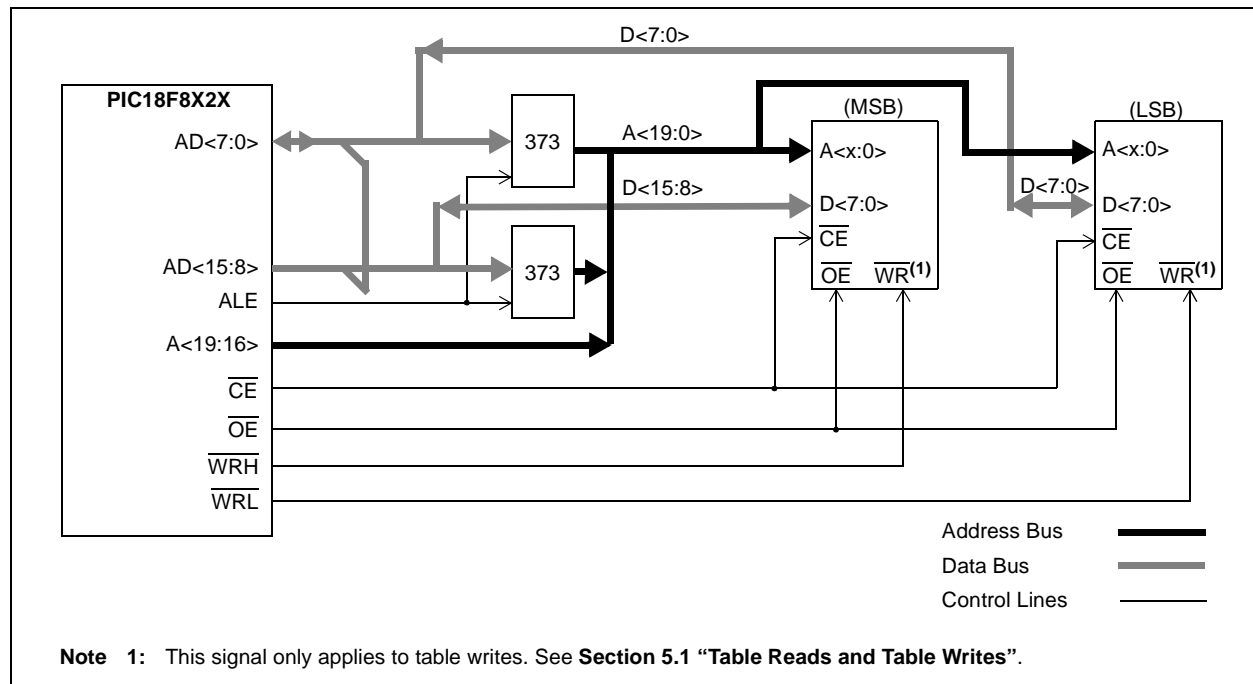 D<7:0>
PIC18F8X2X
AD<7:0>
373
A<19:0>
(MSB)
A<x:0>
(LSB)
A<x:0>
D<15:8>
D<7:0>
D<7:0>
D<7:0>
CE
CE
AD<15:8>
373
OE WR(1)
OE WR(1)
ALE
A<19:16>
CE
OE
WRH
WRL
Address Bus
Data Bus
Control Lines
Note 1: This signal only applies to table writes. See Section 5.1 “Table Reads and Table Writes”.